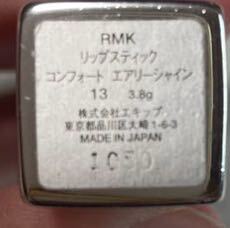 RMK
リップスティック
コンフォート エアリーシャイン
13 3.8g
株式会社エキップ
東京都品川区大崎1-6-3
MADE IN JAPAN